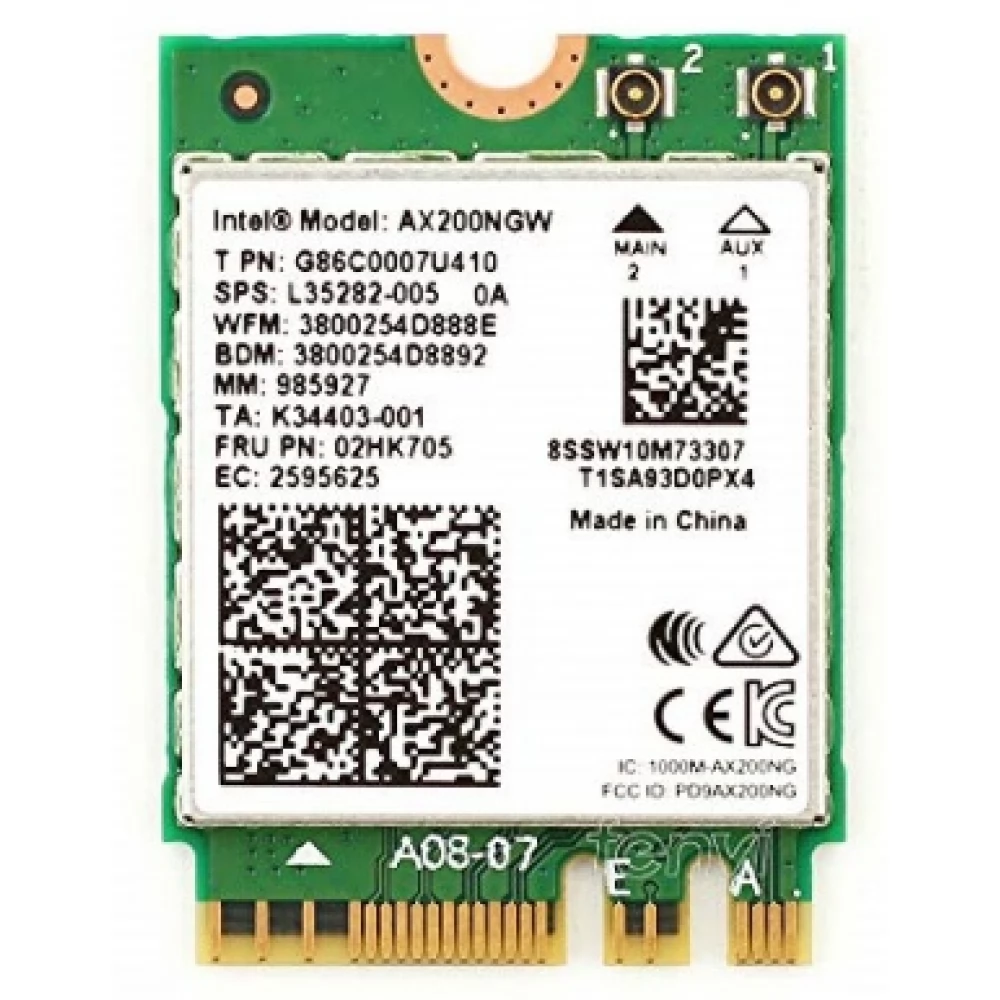 2 1
Intel® Model: AX200NGW
T PN: G86C0007U410
SPS: L35282-005 0A
WFM: 3800254D888E
BDM: 3800254D8892
MM: 985927
TA: K34403-001
FRU PN: 02HK705
EC: 2595625
MAIN AUX
2 1
8SSW10M73307
T1SA93D0PX4
Made in China
CE KC
IC: 1000M-AX200NG
FCC ID: PD9AX200NG
fenvi
A08-07 E A